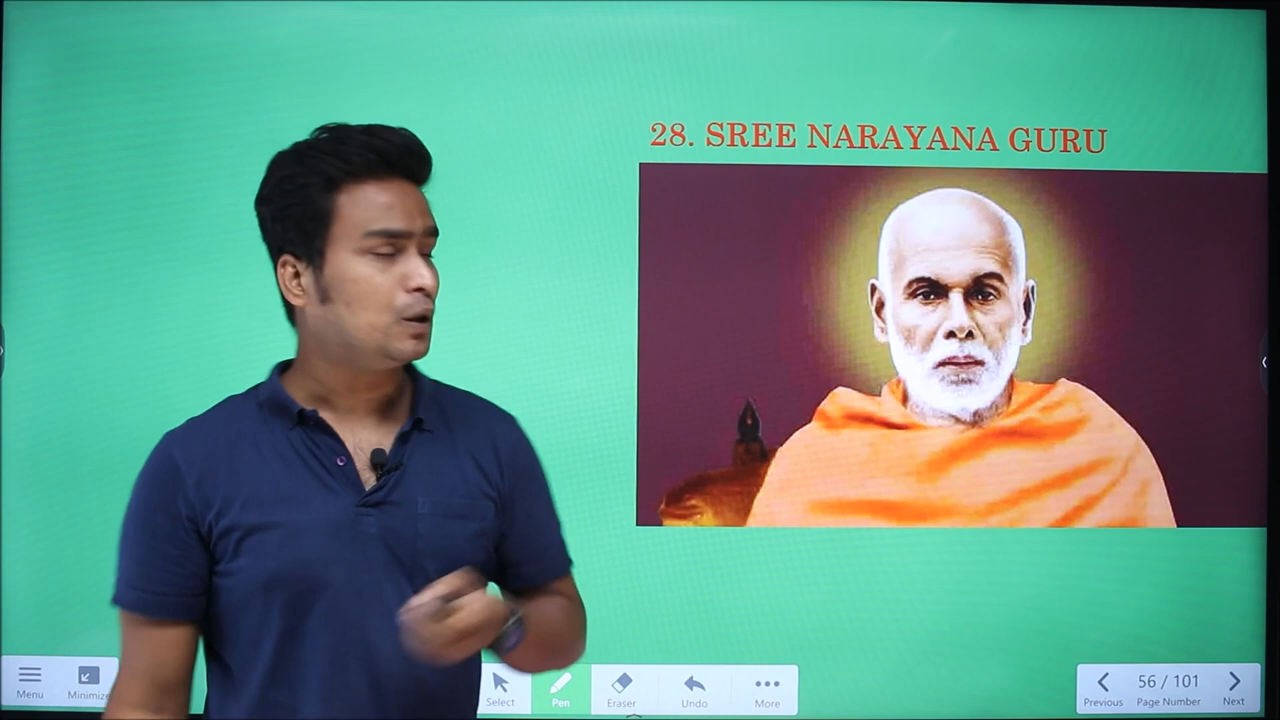 28. SREE NARAYANA GURU
Menu
Minimize
Select
Pen
Eraser
Undo
More
Previous
56 / 101
Page Number
Next